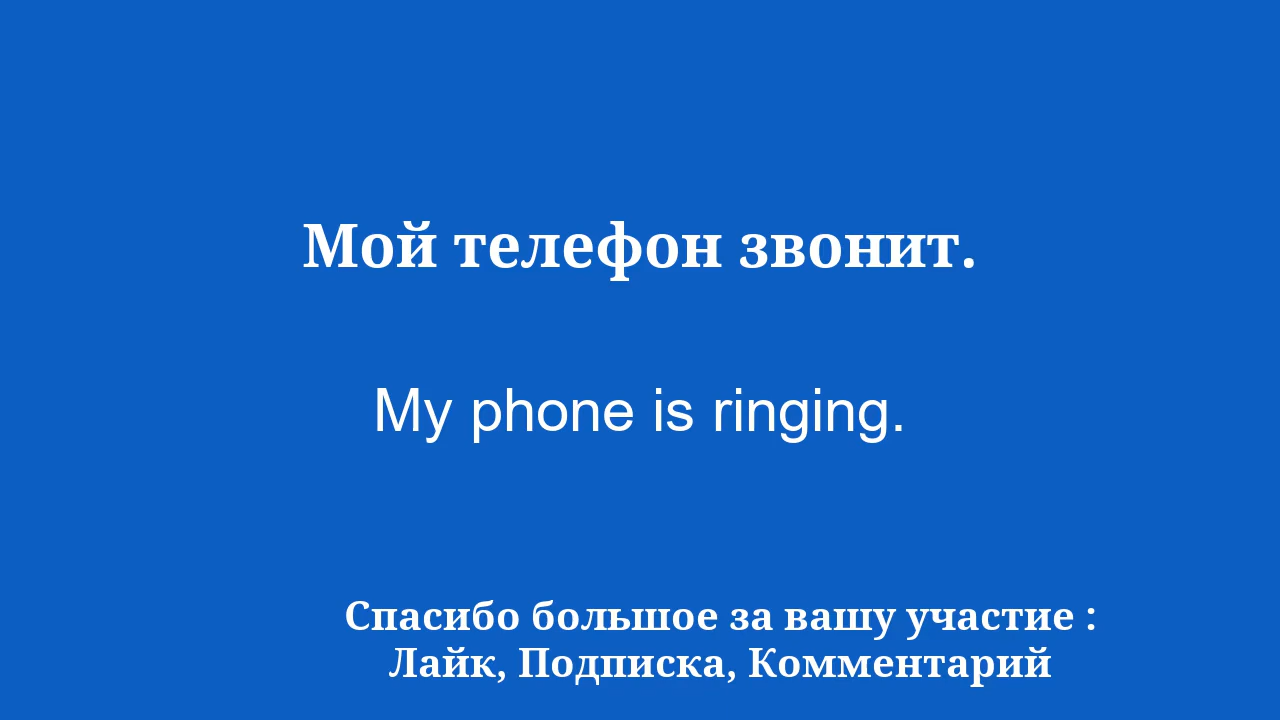 Мой телефон звонит.
My phone is ringing.
Спасибо большое за вашу участие :
Лайк, Подписка, Комментарий